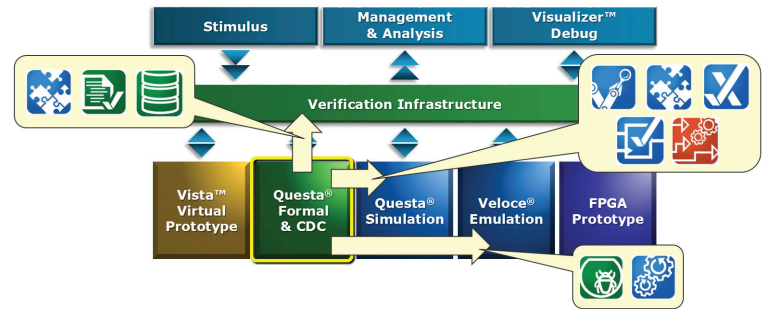 Stimulus
Management
& Analysis
Visualizer™
Debug
Verification Infrastructure
Vista™
Virtual
Prototype
Questa®
Formal
& CDC
Questa®
Simulation
Veloce®
Emulation
FPGA
Prototype